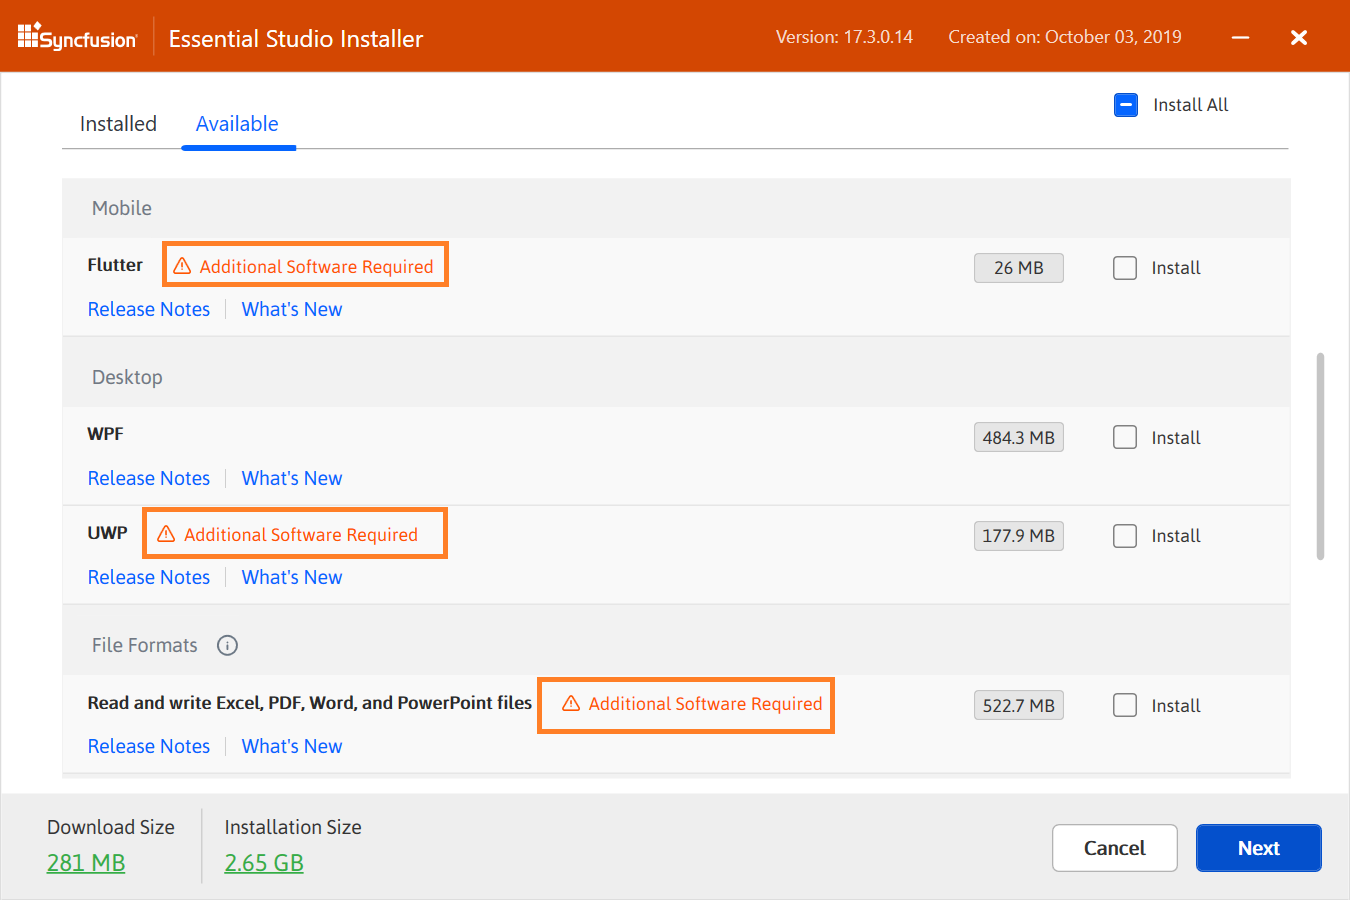 Syncfusion Essential Studio Installer Version: 17.3.0.14 Created on: October 03, 2019
Install All
Installed Available
Mobile
Flutter Additional Software Required 26 MB Install
Release Notes What's New
Desktop
WPF 484.3 MB Install
Release Notes What's New
UWP Additional Software Required 177.9 MB Install
Release Notes What's New
File Formats
Read and write Excel, PDF, Word, and PowerPoint files Additional Software Required 522.7 MB Install
Release Notes What's New
Download Size Installation Size
281 MB 2.65 GB
Cancel Next